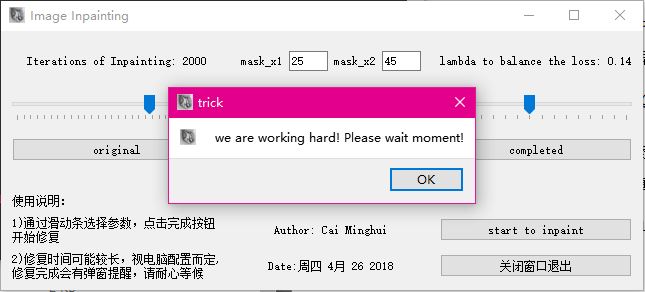 Image Inpainting
Iterations of Inpainting: 2000 mask_x1 25 mask_x2 45 lambda to balance the loss: 0.14
trick
we are working hard! Please wait moment!
OK
original completed
使用说明:
1)通过滑动条选择参数，点击完成按钮
开始修复
2)修复时间可能较长，视电脑配置而定,
修复完成会有弹窗提醒，请耐心等候
Author: Cai Minghui
Date:周四 4月 26 2018
start to inpaint
关闭窗口退出